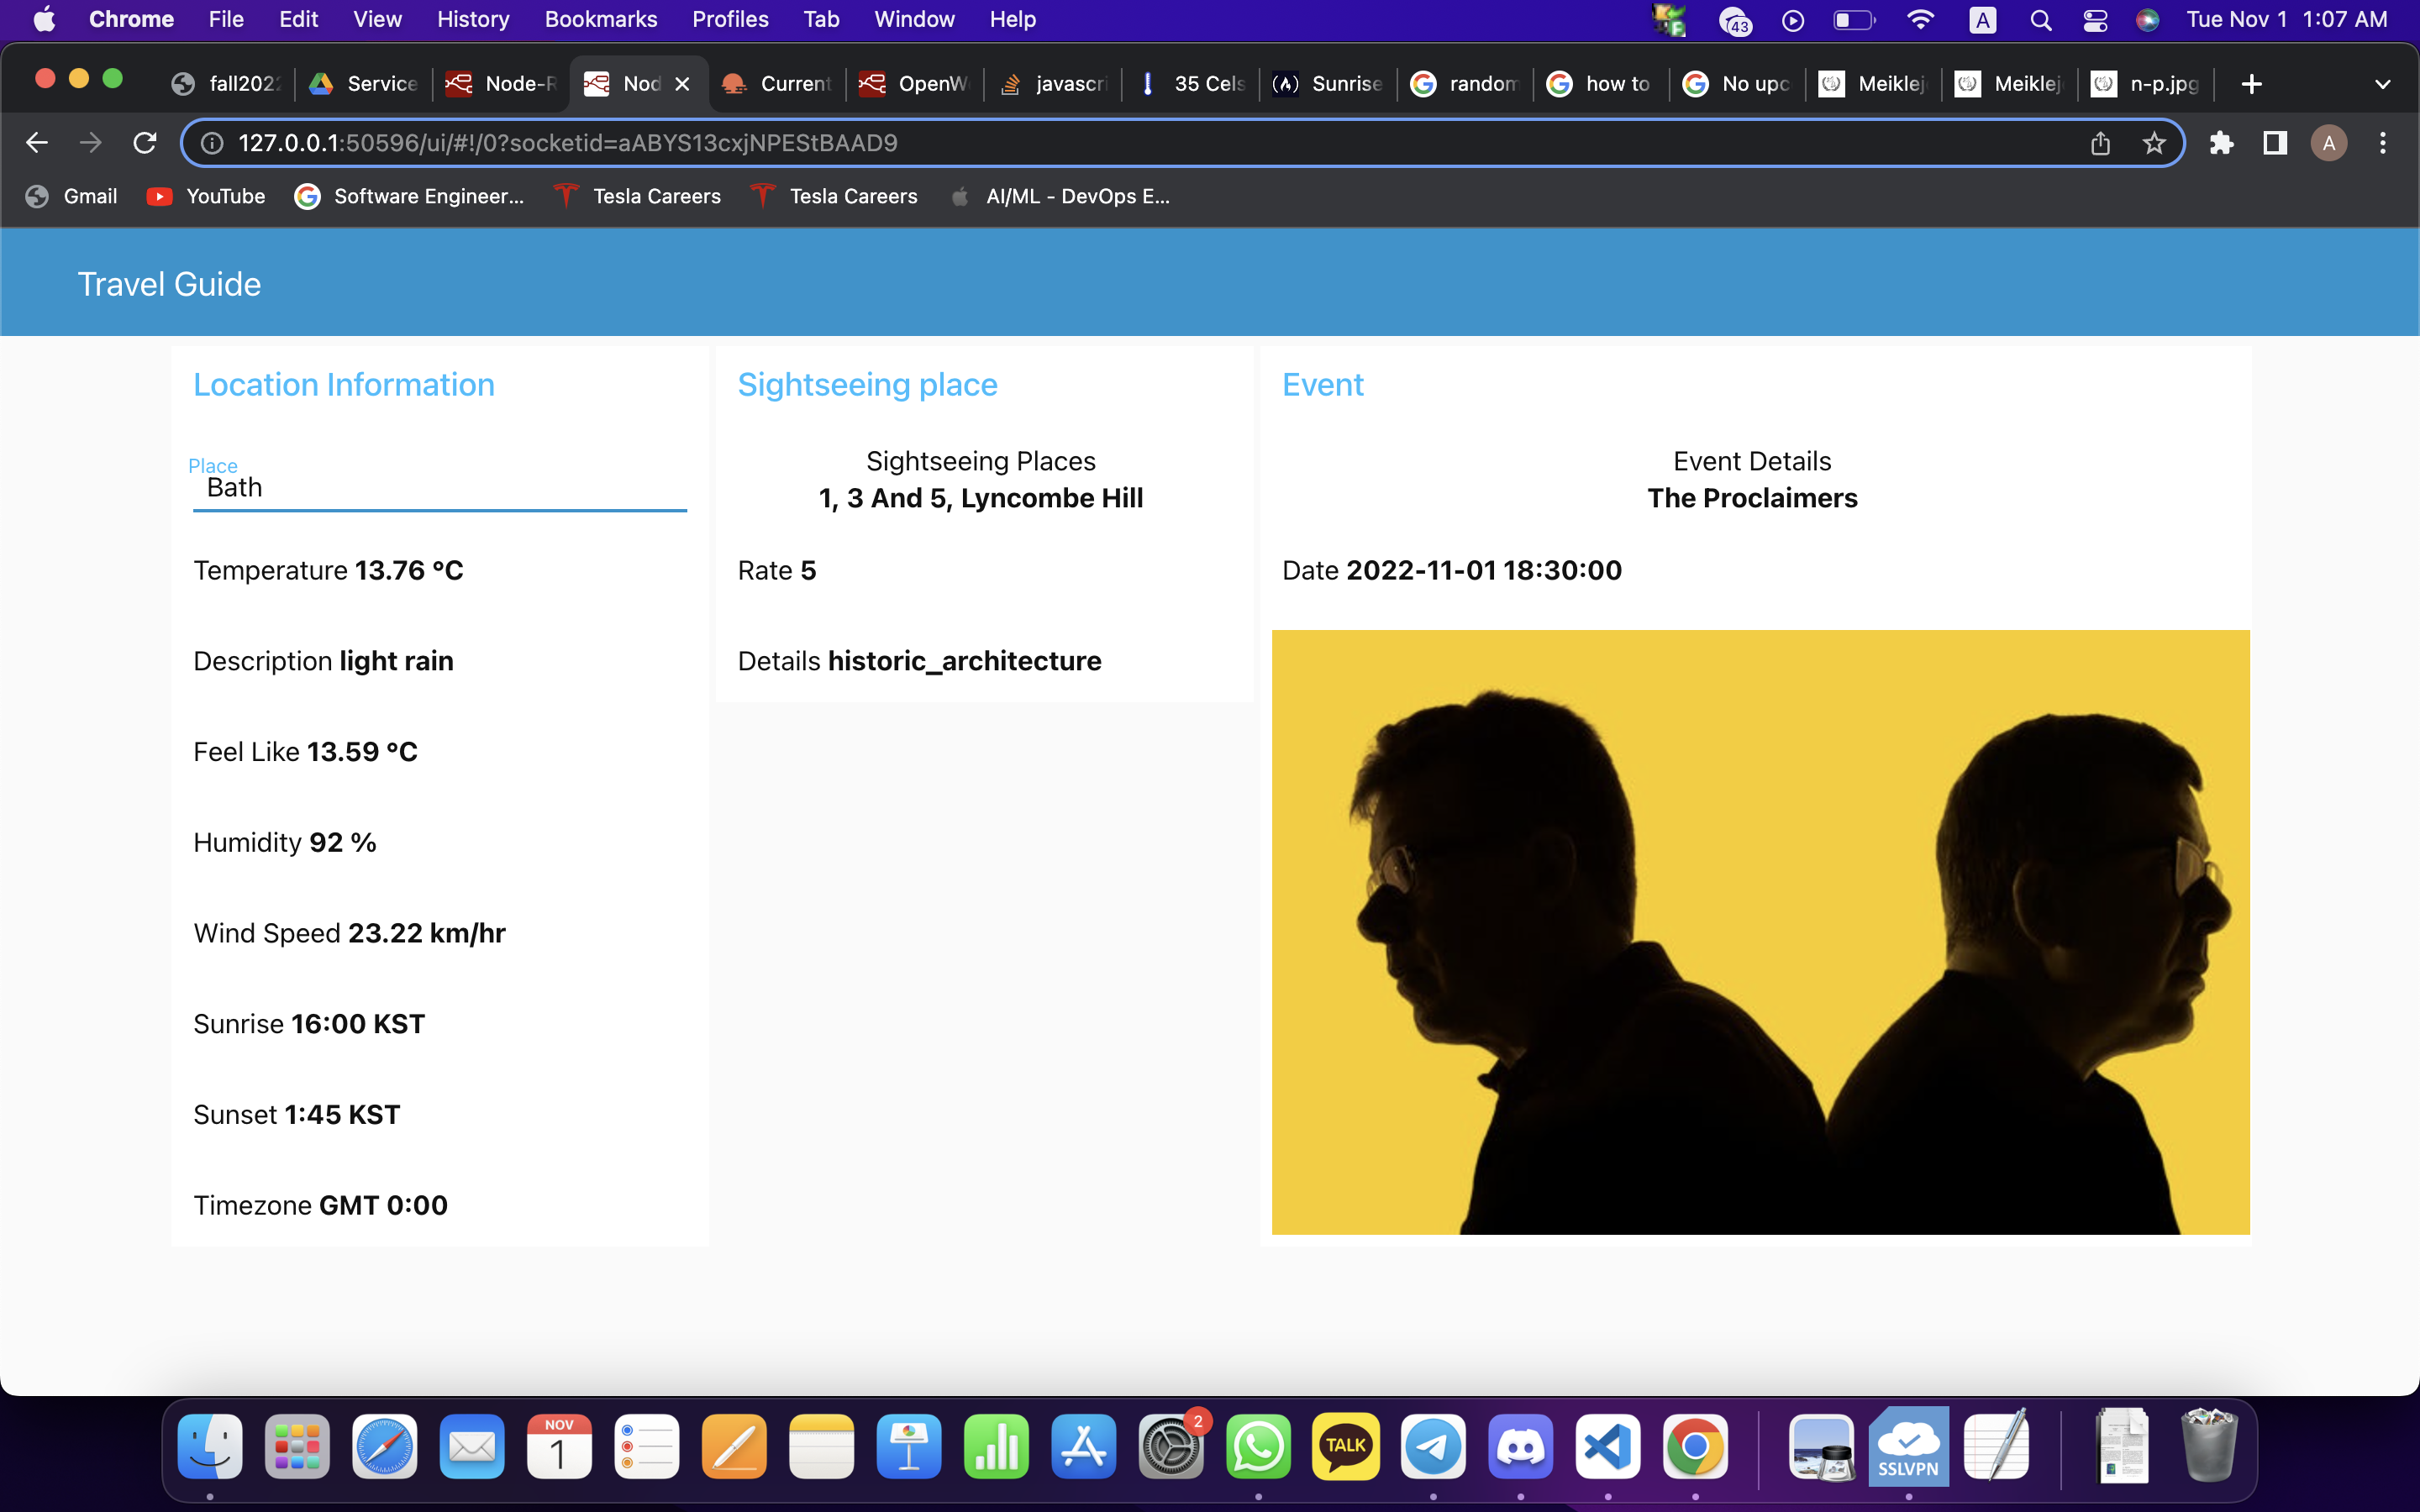 Chrome File Edit View History Bookmarks Profiles Tab Window Help 43 A Tue Nov 1 1:07 AM
fall202 Service Node-R Nod Current OpenW javascri 35 Cels Sunrise random how to No upc Meiklej Meiklej n-p.jpg
127.0.0.1:50596/ui/#!/0?socketid=aABYS13cxjNPEStBAAD9 A
Gmail YouTube Software Engineer... Tesla Careers Tesla Careers AI/ML - DevOps E...
Travel Guide
Location Information
Place
Bath
Temperature 13.76 °C
Description light rain
Feel Like 13.59 °C
Humidity 92 %
Wind Speed 23.22 km/hr
Sunrise 16:00 KST
Sunset 1:45 KST
Timezone GMT 0:00
Sightseeing place
Sightseeing Places
1, 3 And 5, Lyncombe Hill
Rate 5
Details historic_architecture
Event
Event Details
The Proclaimers
Date 2022-11-01 18:30:00
NOV
1
2
TALK
SSLVPN